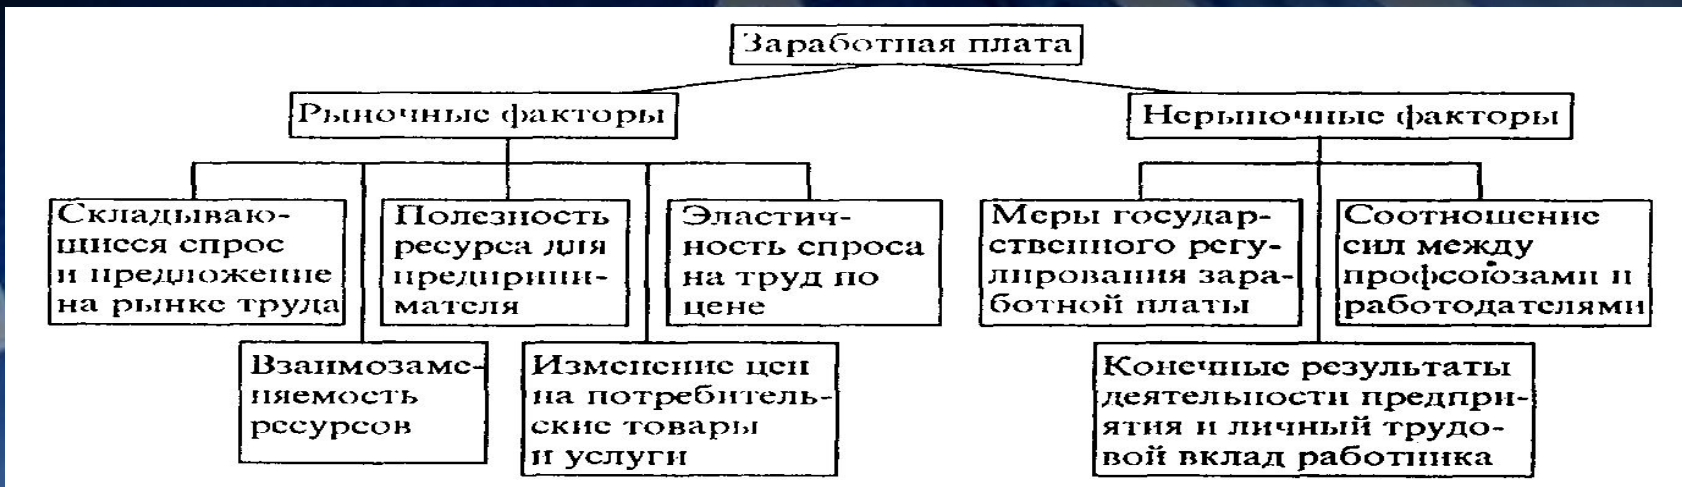 Заработная плата
Рыночные факторы
Нерыночные факторы
Складываю-
щиеся спрос
и предложение
на рынке труда
Полезность
ресурса для
предприни-
мателя
Эластич-
ность спроса
на труд по
цене
Меры государ-
ственного регу-
лирования зара-
ботной платы
Соотношение
сил между
профсоюзами и
работодателями
Взаимозаме-
няемость
ресурсов
Изменение цен
на потребитель-
ские товары
и услуги
Конечные результаты
деятельности предпри-
ятия и личный трудо-
вой вклад работника